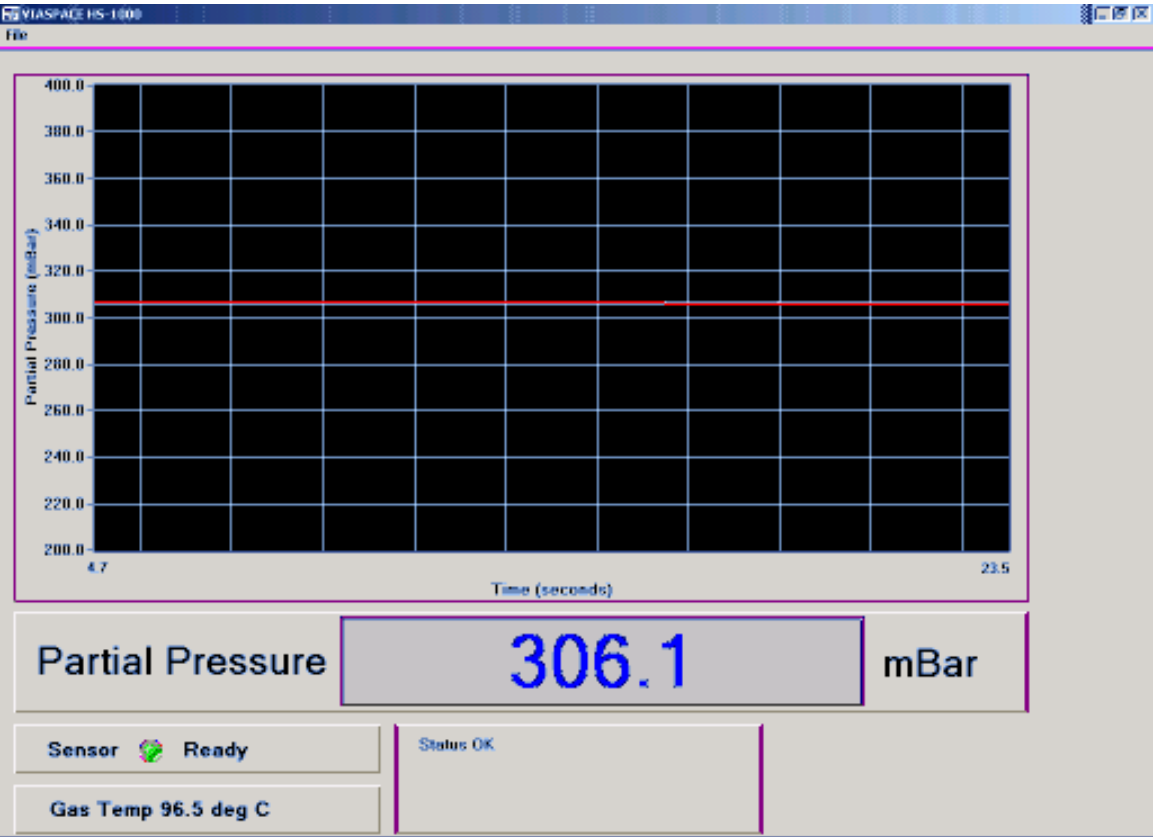 VIASPACE HS-1000
File
400.0
380.0
360.0
340.0
320.0
300.0
280.0
260.0
240.0
220.0
200.0
Partial Pressure (mBar)
4.7
23.5
Time (seconds)
Partial Pressure 306.1 mBar
Sensor Ready
Status OK
Gas Temp 96.5 deg C